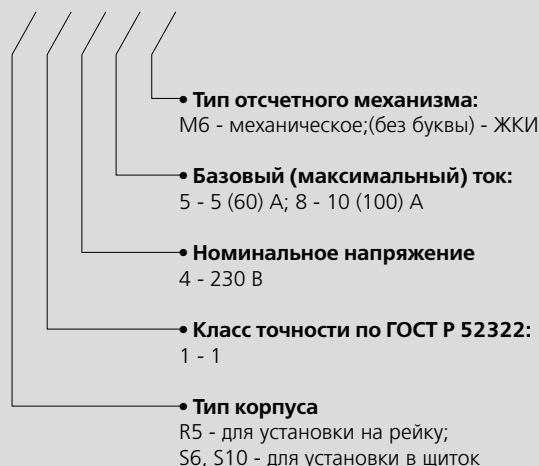 • Тип отсчетного механизма:
М6 - механическое;(без буквы) - ЖКИ
• Базовый (максимальный) ток:
5 - 5 (60) А; 8 - 10 (100) А
• Номинальное напряжение
4 - 230 В
• Класс точности по ГОСТ Р 52322:
1 - 1
• Тип корпуса
R5 - для установки на рейку;
S6, S10 - для установки в щиток